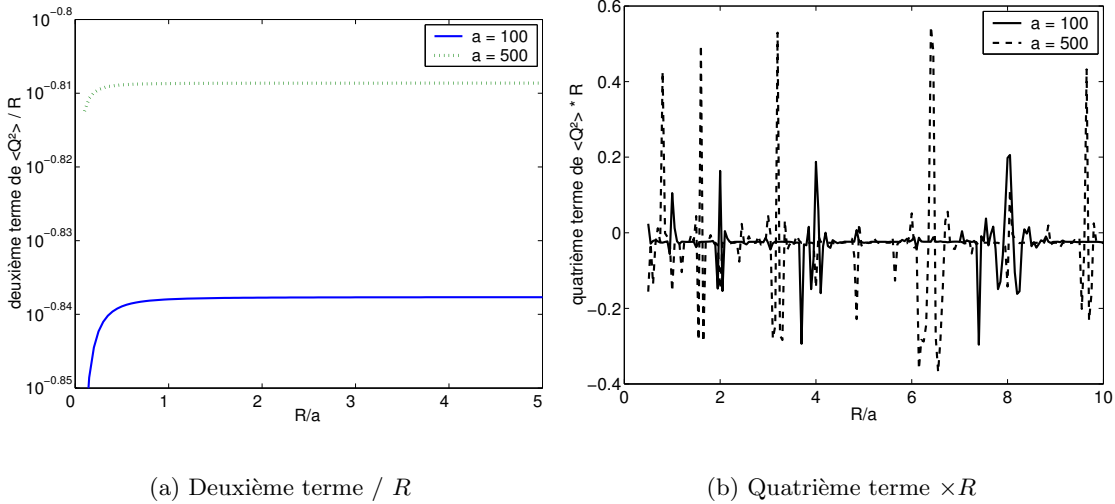 10^-0.8
10^-0.81
10^-0.82
10^-0.83
10^-0.84
10^-0.85
deuxième terme de <Q²> / R
a = 100
a = 500
0 1 2 3 4 5
R/a
(a) Deuxième terme / R
0.6
0.4
0.2
0
−0.2
−0.4
quatrième terme de <Q²> * R
a = 100
a = 500
0 2 4 6 8 10
R/a
(b) Quatrième terme ×R